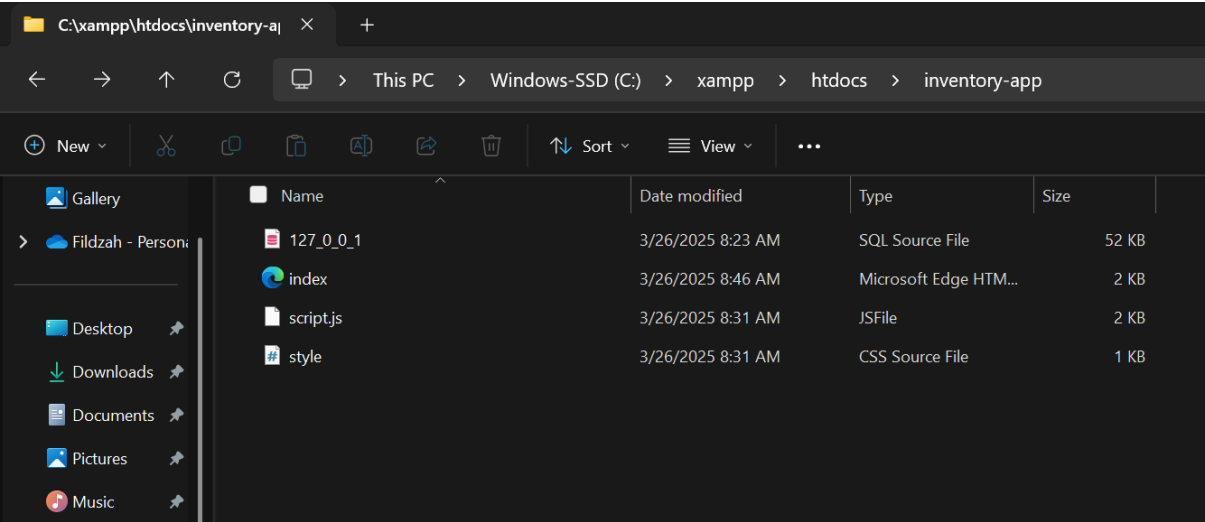 C:\xampp\htdocs\inventory-ap
This PC > Windows-SSD (C:) > xampp > htdocs > inventory-app
New Sort View
Gallery
Fildzah - Persona
Desktop
Downloads
Documents
Pictures
Music
Name Date modified Type Size
127_0_0_1 3/26/2025 8:23 AM SQL Source File 52 KB
index 3/26/2025 8:46 AM Microsoft Edge HTM... 2 KB
script.js 3/26/2025 8:31 AM JSFile 2 KB
style 3/26/2025 8:31 AM CSS Source File 1 KB